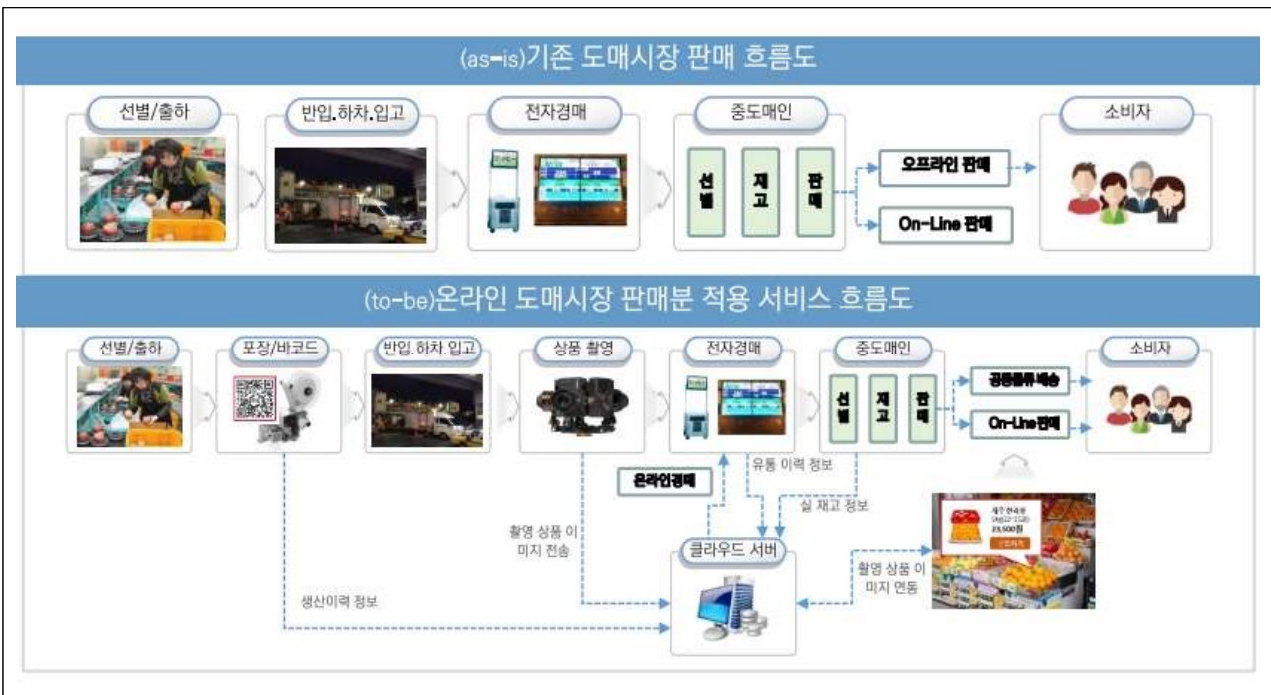 (as-is)기존 도매시장 판매 흐름도
선별/출하
반입.하차.입고
전자경매
중도매인
소비자
선별
재고
판매
오프라인 판매
On-Line 판매
(to-be)온라인 도매시장 판매분 적용 서비스 흐름도
선별/출하
포장/바코드
반입.하차.입고
상품 촬영
전자경매
중도매인
소비자
선별
재고
판매
공동물류 배송
On-Line 판매
온라인경매
유통 이력 정보
실 재고 정보
촬영 상품 이
미지 전송
클라우드 서버
촬영 상품 이
미지 연동
생산이력 정보
23,500원